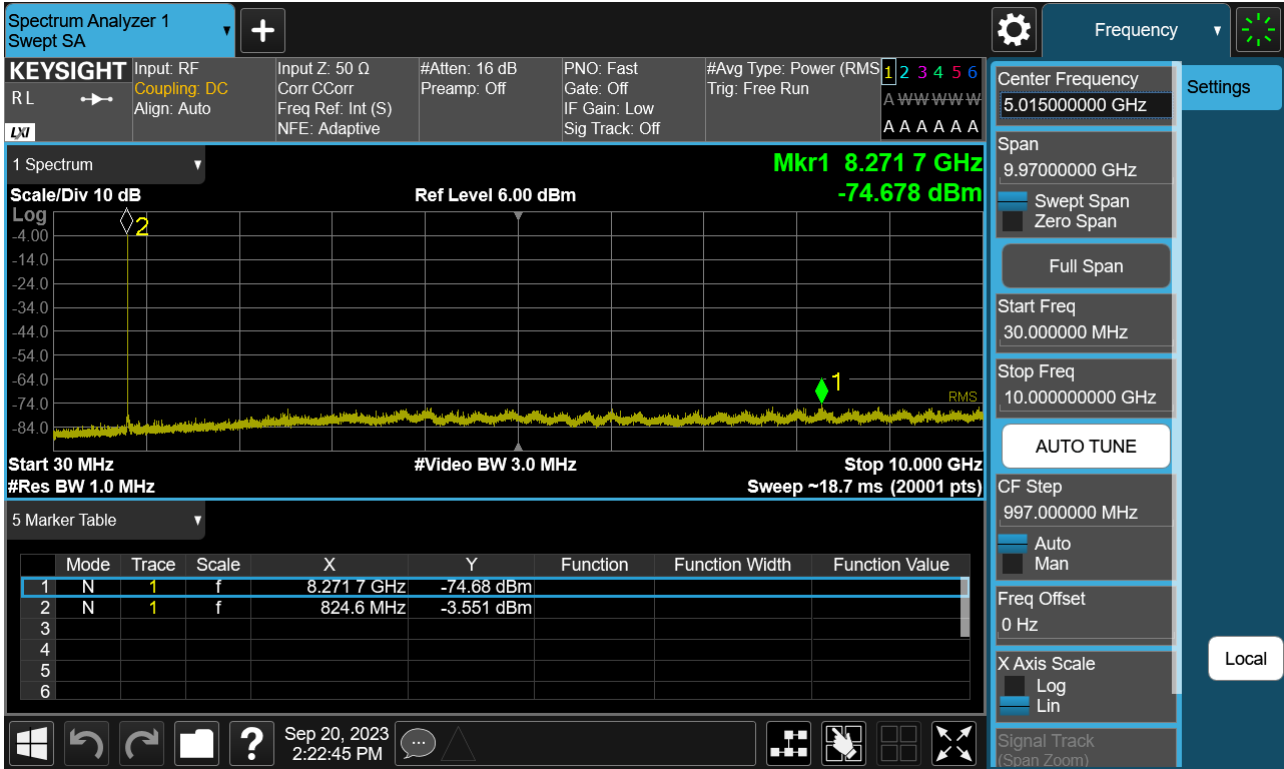 Spectrum Analyzer 1
Swept SA
Frequency
KEYSIGHT
RL
LXI
Input: RF
Coupling: DC
Align: Auto
Input Z: 50 Ω
Corr CCorr
Freq Ref: Int (S)
NFE: Adaptive
#Atten: 16 dB
Preamp: Off
PNO: Fast
Gate: Off
IF Gain: Low
Sig Track: Off
#Avg Type: Power (RMS
Trig: Free Run
1 2 3 4 5 6
A W W W W W
A A A A A A
1 Spectrum
Mkr1 8.271 7 GHz
Scale/Div 10 dB
Ref Level 6.00 dBm
-74.678 dBm
Log
2
-4.00
-14.0
-24.0
-34.0
-44.0
-54.0
-64.0
1
-74.0
RMS
-84.0
Start 30 MHz
#Video BW 3.0 MHz
Stop 10.000 GHz
#Res BW 1.0 MHz
Sweep ~18.7 ms (20001 pts)
5 Marker Table
Mode Trace Scale X Y Function Function Width Function Value
1 N 1 f 8.271 7 GHz -74.68 dBm
2 N 1 f 824.6 MHz -3.551 dBm
3
4
5
6
Sep 20, 2023
2:22:45 PM
Center Frequency
5.015000000 GHz
Span
9.97000000 GHz
Swept Span
Zero Span
Full Span
Start Freq
30.000000 MHz
Stop Freq
10.000000000 GHz
AUTO TUNE
CF Step
997.000000 MHz
Auto
Man
Freq Offset
0 Hz
X Axis Scale
Log
Lin
Signal Track
(Span Zoom)
Settings
Local